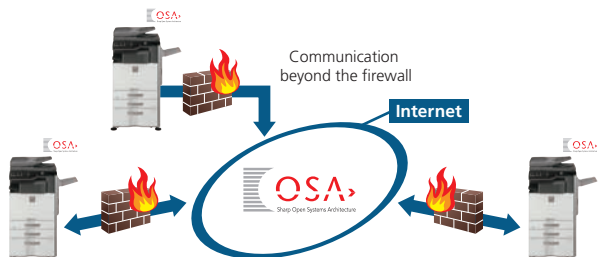 OSA
Communication
beyond the firewall
Internet
OSA
OSA
OSA
Sharp Open Systems Architecture